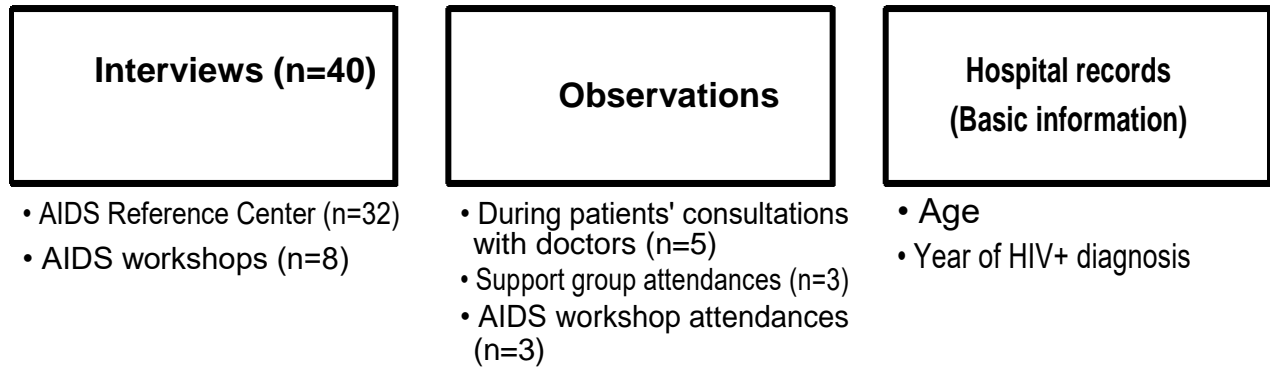 Interviews (n=40)
• AIDS Reference Center (n=32)
• AIDS workshops (n=8)
Observations
• During patients' consultations
with doctors (n=5)
• Support group attendances (n=3)
• AIDS workshop attendances
(n=3)
Hospital records
(Basic information)
• Age
• Year of HIV+ diagnosis